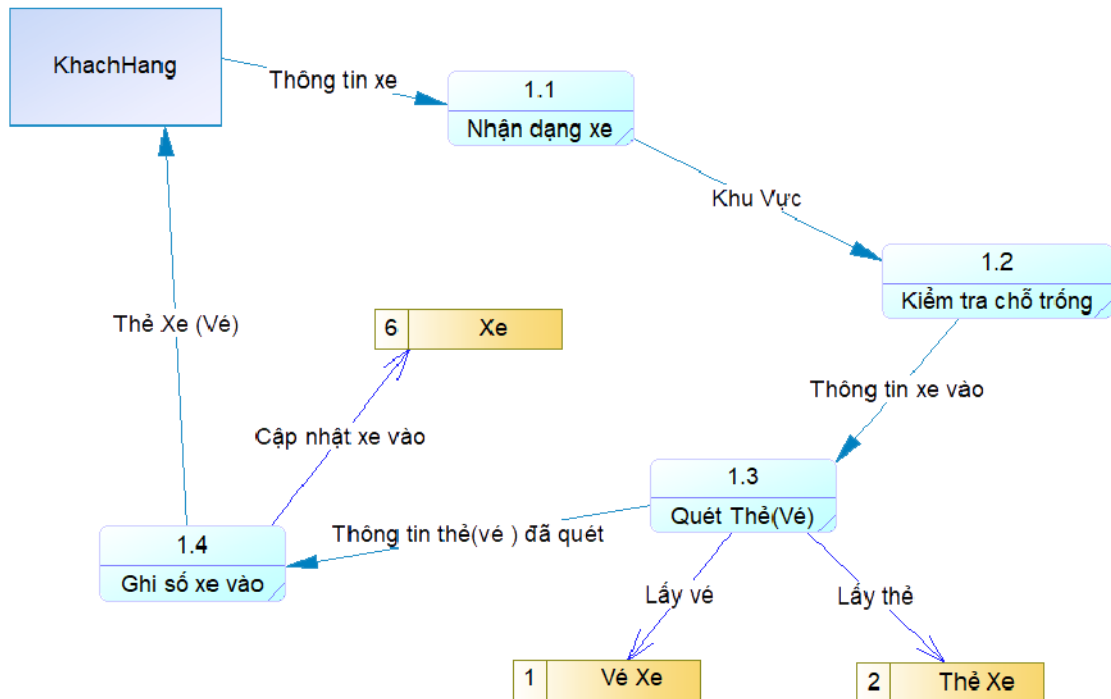 KhachHang
Thông tin xe
1.1
Nhận dạng xe
Khu Vực
1.2
Kiểm tra chỗ trống
Thẻ Xe (Vé)
6 Xe
Thông tin xe vào
Cập nhật xe vào
1.3
Quét Thẻ(Vé)
Thông tin thẻ(vé ) đã quét
1.4
Ghi số xe vào
Lấy vé
Lấy thẻ
1 Vé Xe
2 Thẻ Xe